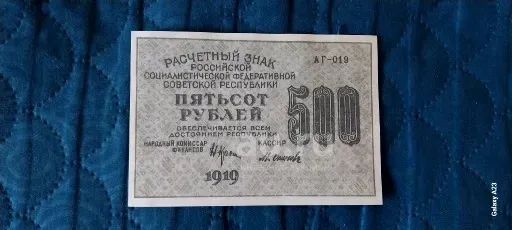 РАСЧЕТНЫЙ ЗНАК
АГ-019
РОССИЙСКОЙ
СОЦИАЛИСТИЧЕСКОЙ ФЕДЕРАТИВНОЙ
СОВЕТСКОЙ РЕСПУБЛИКИ
ПЯТЬСОТ
РУБЛЕЙ
500
ОБЕСПЕЧИВАЕТСЯ ВСЕМ
ДОСТОЯНИЕМ РЕСПУБЛИКИ
НАРОДНЫЙ КОМИССАР
ФИНАНСОВ
КАССИР
1919
Galaxy A23